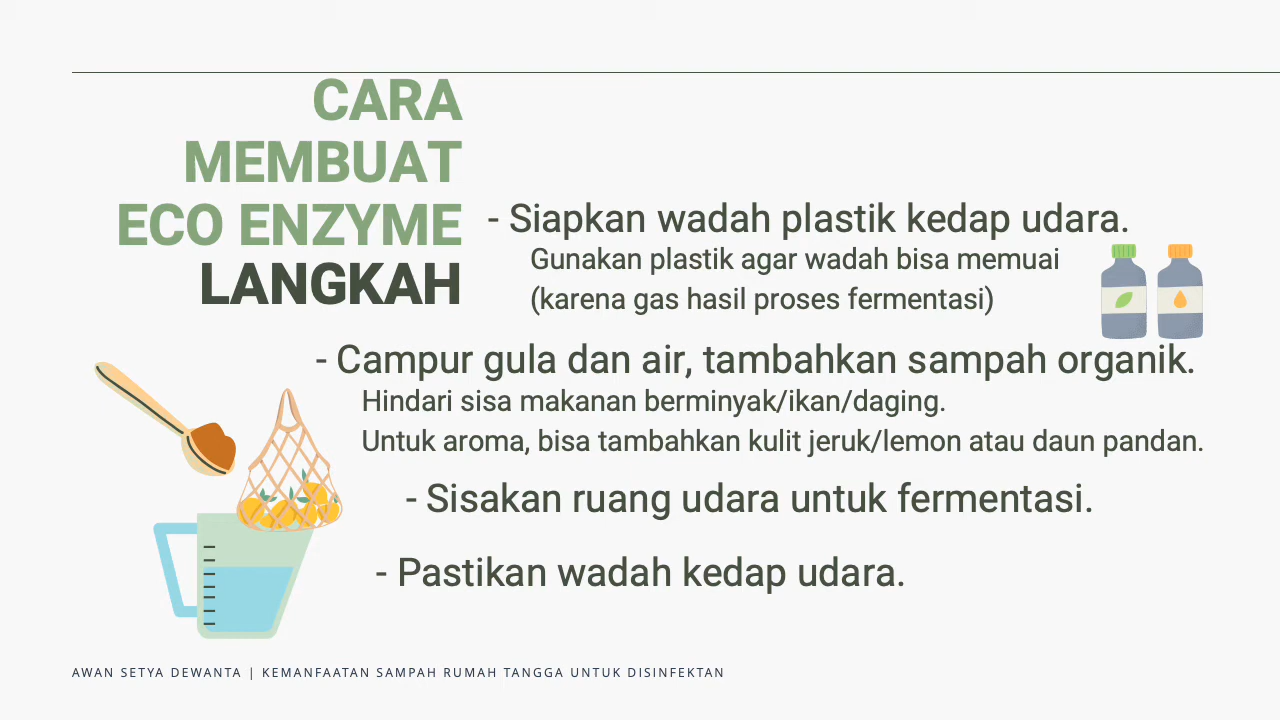 CARA
MEMBUAT
ECO ENZYME
LANGKAH
- Siapkan wadah plastik kedap udara.
Gunakan plastik agar wadah bisa memuai
(karena gas hasil proses fermentasi)
- Campur gula dan air, tambahkan sampah organik.
Hindari sisa makanan berminyak/ikan/daging.
Untuk aroma, bisa tambahkan kulit jeruk/lemon atau daun pandan.
- Sisakan ruang udara untuk fermentasi.
- Pastikan wadah kedap udara.
AWAN SETYA DEWANTA | KEMANFAATAN SAMPAH RUMAH TANGGA UNTUK DISINFEKTAN